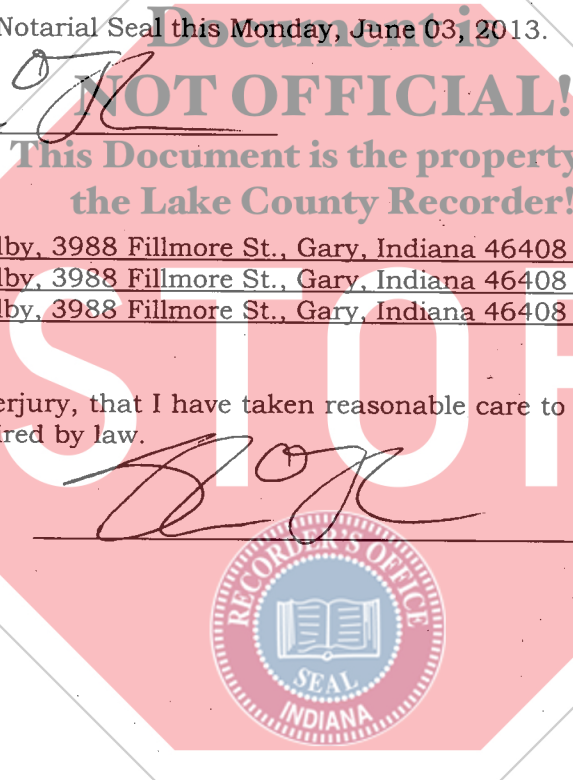 Notarial Seal this Monday, June 03, 2013.
Document is
NOT OFFICIAL!
This Document is the property
the Lake County Recorder!
lby, 3988 Fillmore St., Gary, Indiana 46408
lby, 3988 Fillmore St., Gary, Indiana 46408
lby, 3988 Fillmore St., Gary, Indiana 46408
STO
erjury, that I have taken reasonable care to
ired by law.
RECORDER'S OFFICE
SEAL
INDIANA